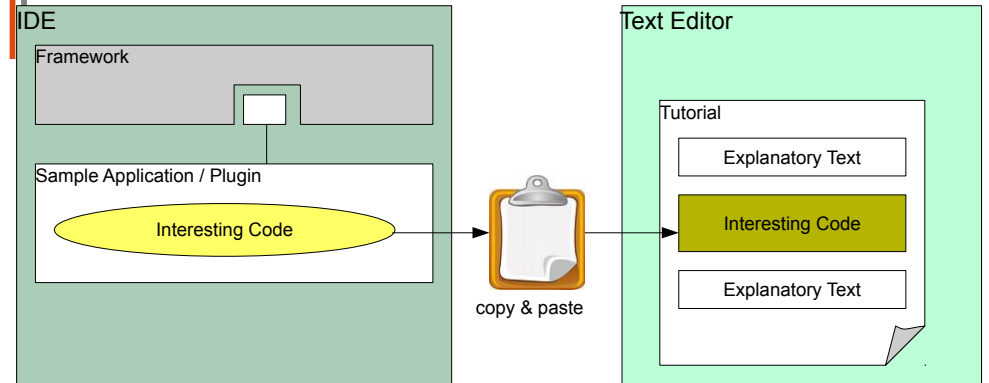 IDE
Framework
Sample Application / Plugin
Interesting Code
copy & paste
Text Editor
Tutorial
Explanatory Text
Interesting Code
Explanatory Text